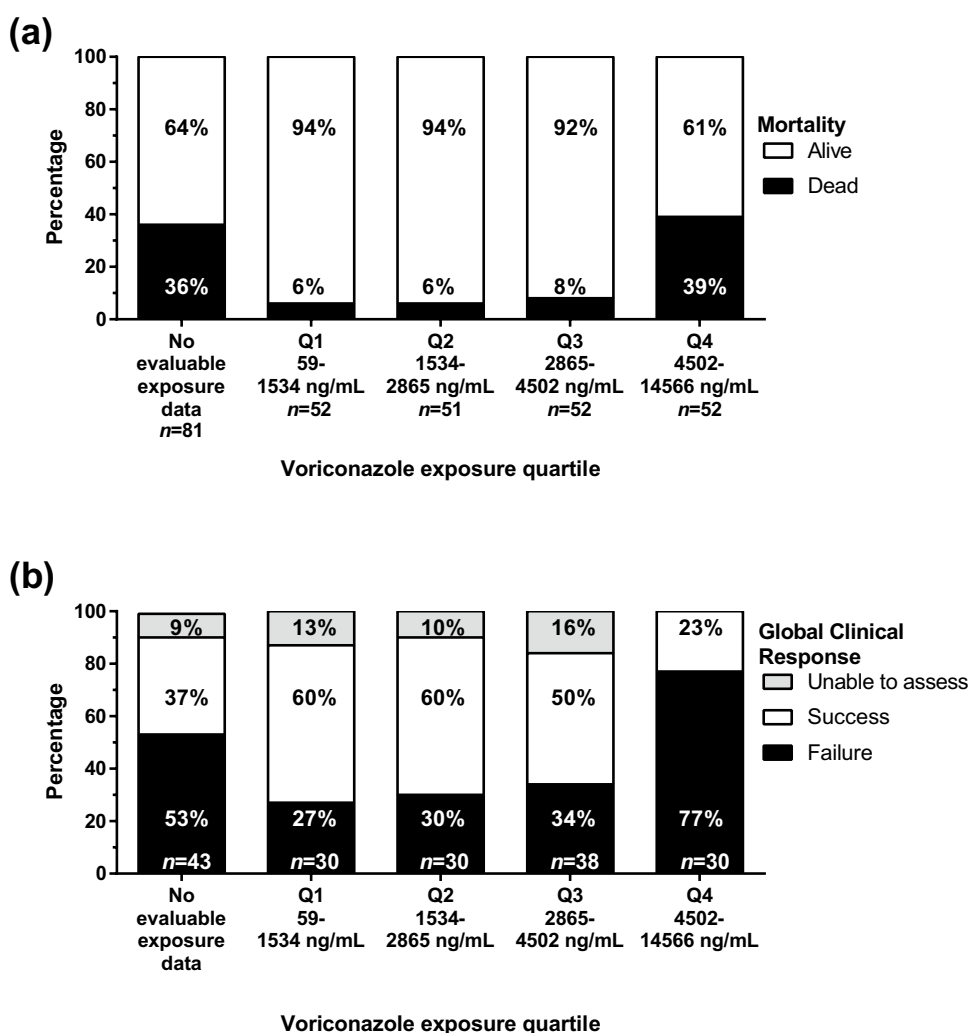 (a)
100
80
60
40
20
0
Percentage
64%
94%
94%
92%
61%
36%
6%
6%
8%
39%
Mortality
Alive
Dead
No
evaluable
exposure
data
n=81
Q1
59-
1534 ng/mL
n=52
Q2
1534-
2865 ng/mL
n=51
Q3
2865-
4502 ng/mL
n=52
Q4
4502-
14566 ng/mL
n=52
Voriconazole exposure quartile
(b)
100
80
60
40
20
0
Percentage
9%
13%
10%
16%
23%
37%
60%
60%
50%
53%
27%
30%
34%
77%
n=43
n=30
n=30
n=38
n=30
Global Clinical
Response
Unable to assess
Success
Failure
No
evaluable
exposure
data
Q1
59-
1534 ng/mL
Q2
1534-
2865 ng/mL
Q3
2865-
4502 ng/mL
Q4
4502-
14566 ng/mL
Voriconazole exposure quartile